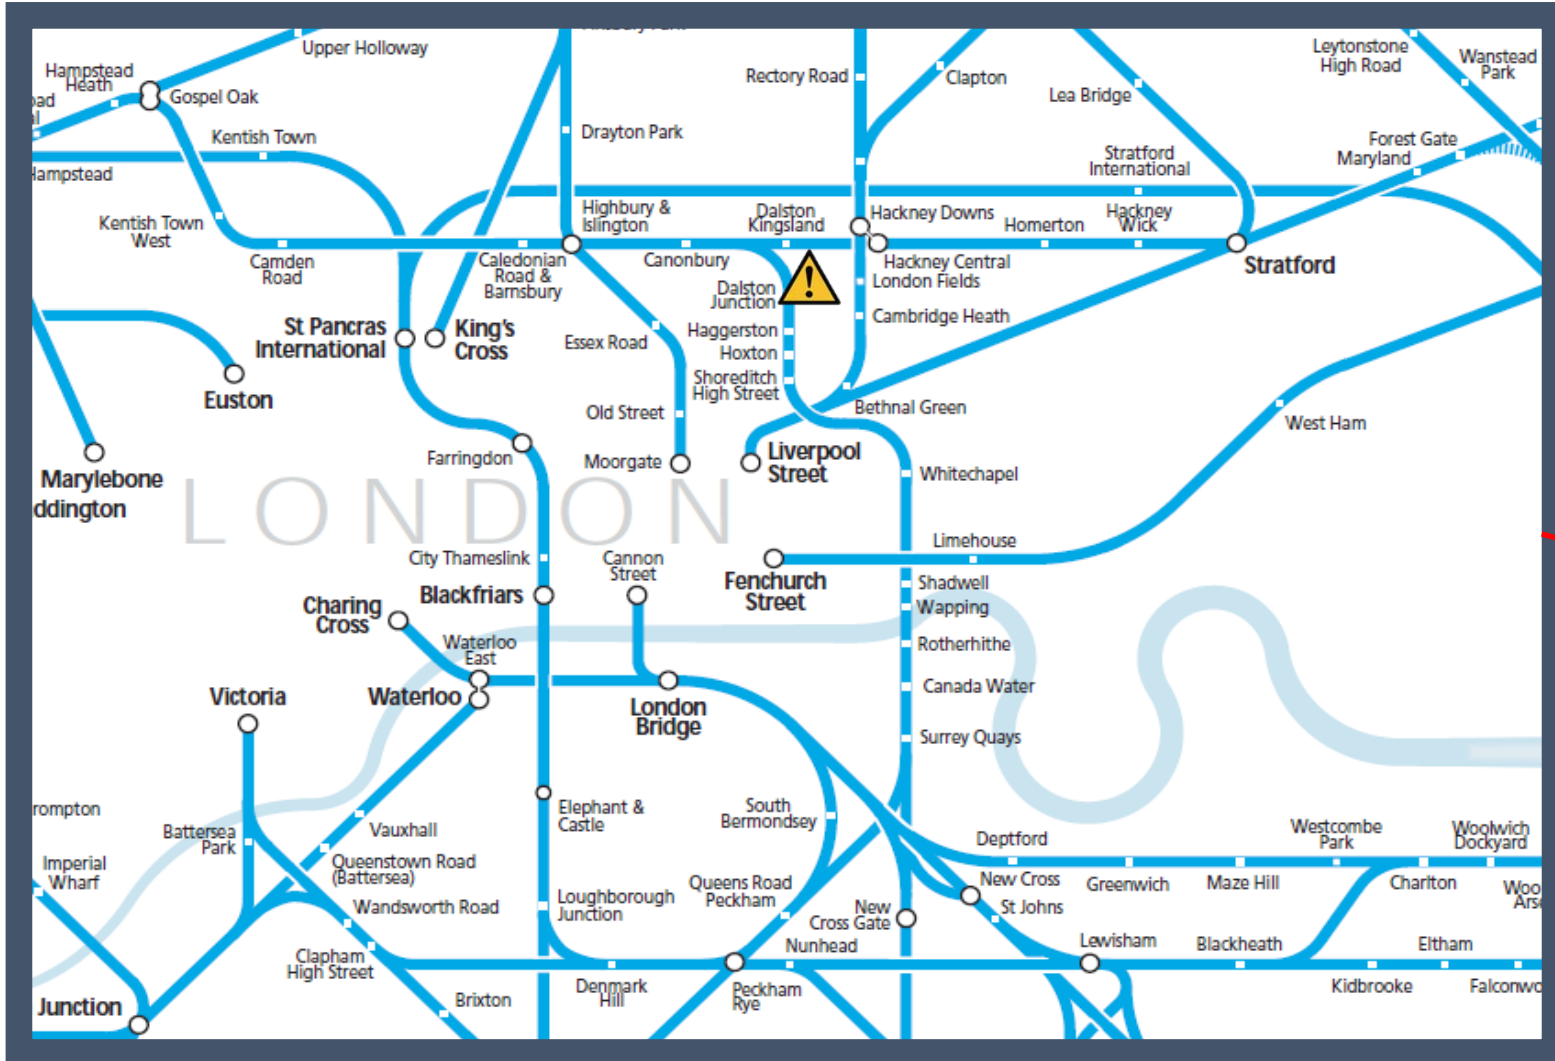 Upper Holloway
Hampstead
Heath
Gospel Oak
Kentish Town
Hampstead
Kentish Town
West
Camden
Road
Drayton Park
Highbury &
Islington
Caledonian
Road &
Barnsbury
Canonbury
Dalston
Kingsland
Rectory Road
Clapton
Lea Bridge
Leytonstone
High Road
Wanstead
Park
Forest Gate
Maryland
Stratford
International
Hackney Downs
Homerton
Hackney
Wick
Hackney Central
London Fields
Cambridge Heath
Stratford
Dalston
Junction
Haggerston
Hoxton
Shoreditch
High Street
St Pancras
International
King's
Cross
Essex Road
Old Street
Moorgate
Euston
Marylebone
ddington
Farringdon
Bethnal Green
Liverpool
Street
West Ham
Whitechapel
LONDON
City Thameslink
Cannon
Street
Blackfriars
Fenchurch
Street
Limehouse
Shadwell
Wapping
Rotherhithe
Canada Water
Surrey Quays
Charing
Cross
Waterloo
East
Waterloo
London
Bridge
Victoria
rompton
Imperial
Wharf
Battersea
Park
Vauxhall
Queenstown Road
(Battersea)
Wandsworth Road
Clapham
High Street
Brixton
Junction
Elephant &
Castle
Loughborough
Junction
Denmark
Hill
South
Bermondsey
Queens Road
Peckham
Peckham
Rye
Nunhead
New
Cross Gate
New Cross
St Johns
Deptford
Greenwich
Maze Hill
Westcombe
Park
Charlton
Woolwich
Dockyard
Woo
Arse
Lewisham
Blackheath
Kidbrooke
Eltham
Falconwo